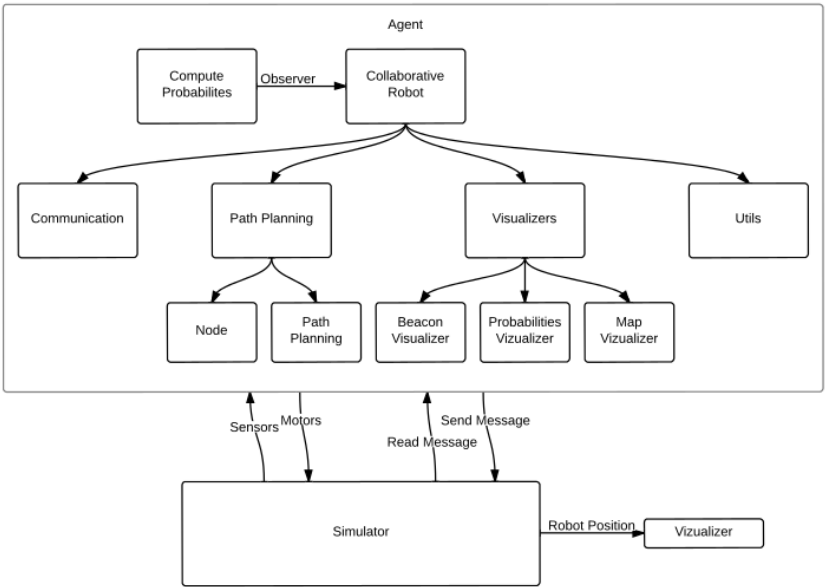 Agent
Compute
Probabilites
Observer
Collaborative
Robot
Communication
Path Planning
Visualizers
Utils
Node
Path
Planning
Beacon
Visualizer
Probabilities
Vizualizer
Map
Vizualizer
Sensors
Motors
Read Message
Send Message
Simulator
Robot Position
Vizualizer